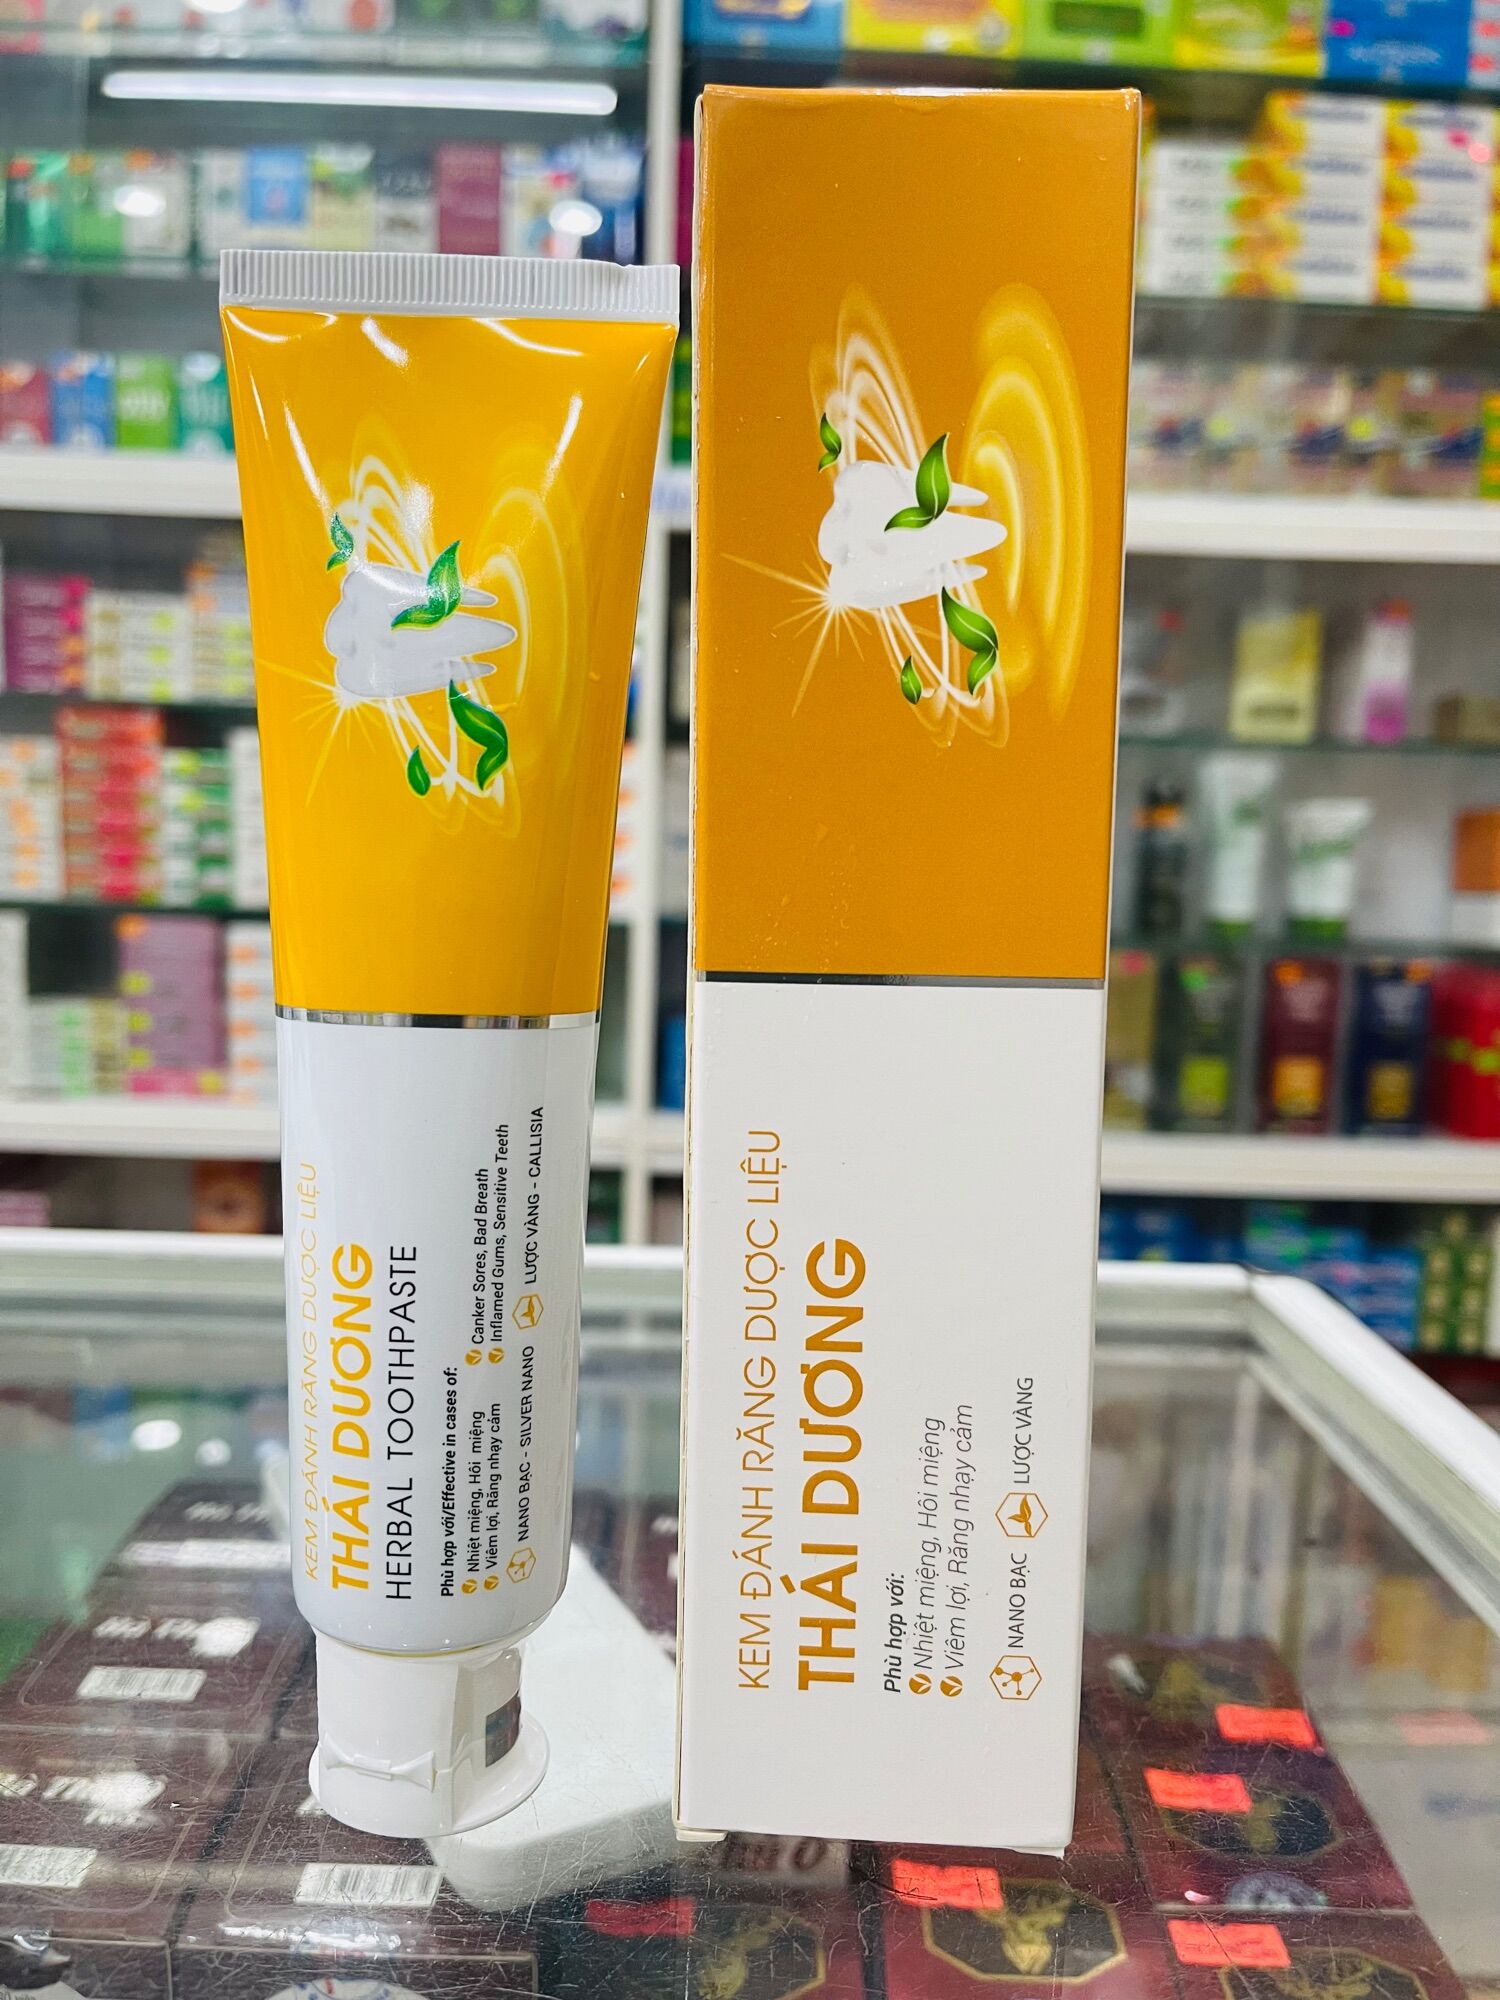 KEM ĐÁNH RĂNG DƯỢC LIỆU
THÁI DƯƠNG
HERBAL TOOTHPASTE
Phù hợp với/Effective in cases of:
Nhiệt miệng, Hôi miệng
Viêm lợi, Răng nhạy cảm
Canker Sores, Bad Breath
Inflamed Gums, Sensitive Teeth
NANO BẠC - SILVER NANO
LƯỢC VÀNG - CALLISIA
KEM ĐÁNH RĂNG DƯỢC LIỆU
THÁI DƯƠNG
Phù hợp với:
Nhiệt miệng, Hôi miệng
Viêm lợi, Răng nhạy cảm
NANO BẠC
LƯỢC VÀNG